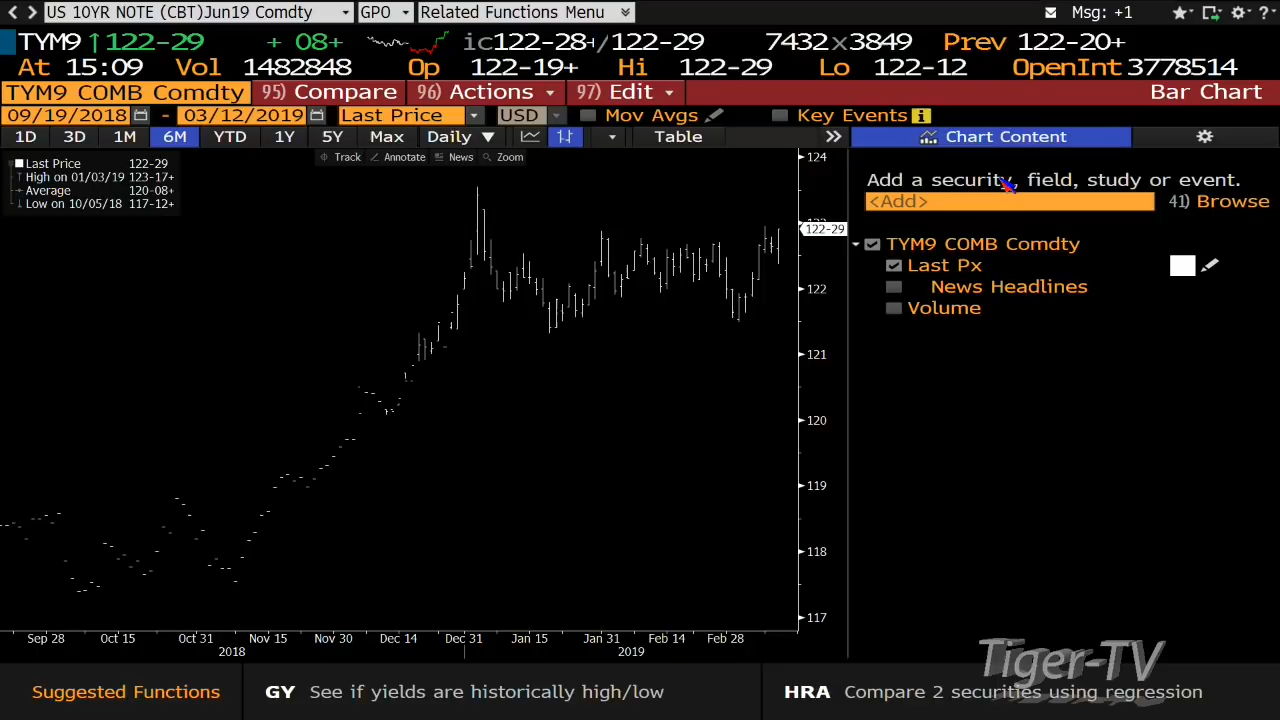 US 10YR NOTE (CBT)Jun19 Comdty GPO Related Functions Menu Msg: +1
TYM9 ↑122-29 + 08+ ic122-28+/122-29 7432x3849 Prev 122-20+
At 15:09 Vol 1482848 Op 122-19+ Hi 122-29 Lo 122-12 OpenInt 3778514
TYM9 COMB Comdty 95) Compare 96) Actions 97) Edit Bar Chart
09/19/2018 - 03/12/2019 Last Price USD Mov Avgs Key Events i
1D 3D 1M 6M YTD 1Y 5Y Max Daily ▼ Table » Chart Content
Track Annotate News Zoom
Last Price 122-29
High on 01/03/19 123-17+
Average 120-08+
Low on 10/05/18 117-12+
Add a security, field, study or event.
<Add> 41) Browse
TYM9 COMB Comdty
Last Px
News Headlines
Volume
124
122-29
122
121
120
119
118
117
Sep 28 Oct 15 Oct 31 Nov 15 Nov 30 Dec 14 Dec 31 Jan 15 Jan 31 Feb 14 Feb 28
2018 2019
Tiger-TV
Suggested Functions GY See if yields are historically high/low HRA Compare 2 securities using regression